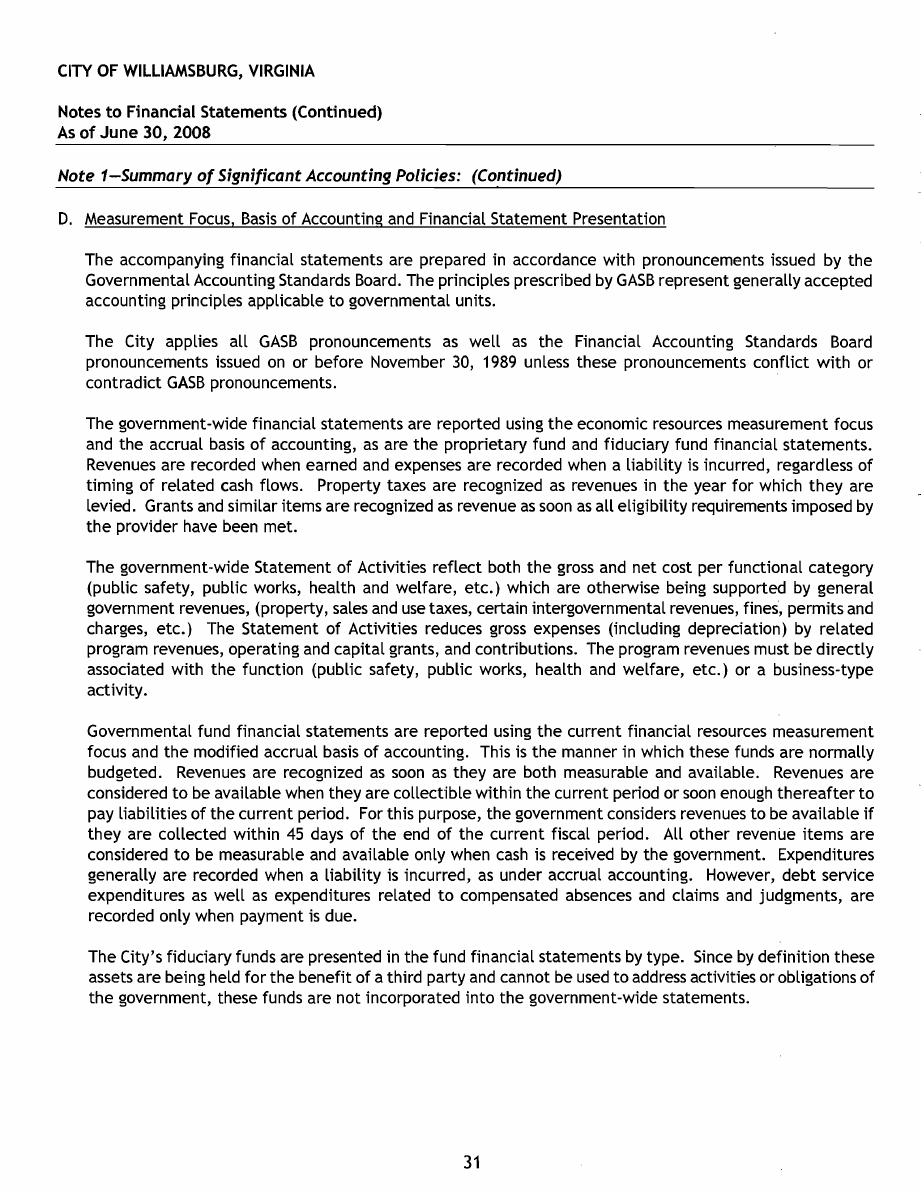 CITY OF WILLIAMSBURG, VIRGINIA
Notes to Financial Statements (Continued)
As of June 30, 2008
Note 1—Summary of Significant Accounting Policies: (Continued)
D. Measurement Focus, Basis of Accounting and Financial Statement Presentation
The accompanying financial statements are prepared in accordance with pronouncements issued by the
Governmental Accounting Standards Board. The principles prescribed by GASB represent generally accepted
accounting principles applicable to governmental units.
The City applies all GASB pronouncements as well as the Financial Accounting Standards Board
pronouncements issued on or before November 30, 1989 unless these pronouncements conflict with or
contradict GASB pronouncements.
The government-wide financial statements are reported using the economic resources measurement focus
and the accrual basis of accounting, as are the proprietary fund and fiduciary fund financial statements.
Revenues are recorded when earned and expenses are recorded when a liability is incurred, regardless of
timing of related cash flows. Property taxes are recognized as revenues in the year for which they are
levied. Grants and similar items are recognized as revenue as soon as all eligibility requirements imposed by
the provider have been met.
The government-wide Statement of Activities reflect both the gross and net cost per functional category
(public safety, public works, health and welfare, etc.) which are otherwise being supported by general
government revenues, (property, sales and use taxes, certain intergovernmental revenues, fines, permits and
charges, etc.) The Statement of Activities reduces gross expenses (including depreciation) by related
program revenues, operating and capital grants, and contributions. The program revenues must be directly
associated with the function (public safety, public works, health and welfare, etc.) or a business-type
activity.
Governmental fund financial statements are reported using the current financial resources measurement
focus and the modified accrual basis of accounting. This is the manner in which these funds are normally
budgeted. Revenues are recognized as soon as they are both measurable and available. Revenues are
considered to be available when they are collectible within the current period or soon enough thereafter to
pay liabilities of the current period. For this purpose, the government considers revenues to be available if
they are collected within 45 days of the end of the current fiscal period. All other revenue items are
considered to be measurable and available only when cash is received by the government. Expenditures
generally are recorded when a liability is incurred, as under accrual accounting. However, debt service
expenditures as well as expenditures related to compensated absences and claims and judgments, are
recorded only when payment is due.
The City's fiduciary funds are presented in the fund financial statements by type. Since by definition these
assets are being held for the benefit of a third party and cannot be used to address activities or obligations of
the government, these funds are not incorporated into the government-wide statements.
31